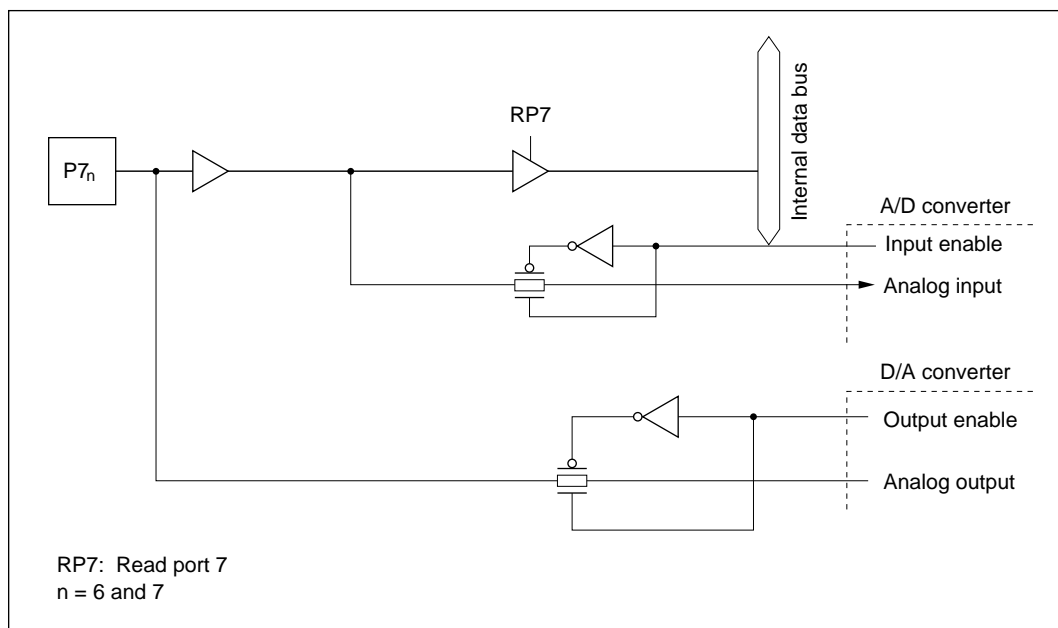 RP7
P7n
Internal data bus
A/D converter
Input enable
Analog input
D/A converter
Output enable
Analog output
RP7: Read port 7
n = 6 and 7